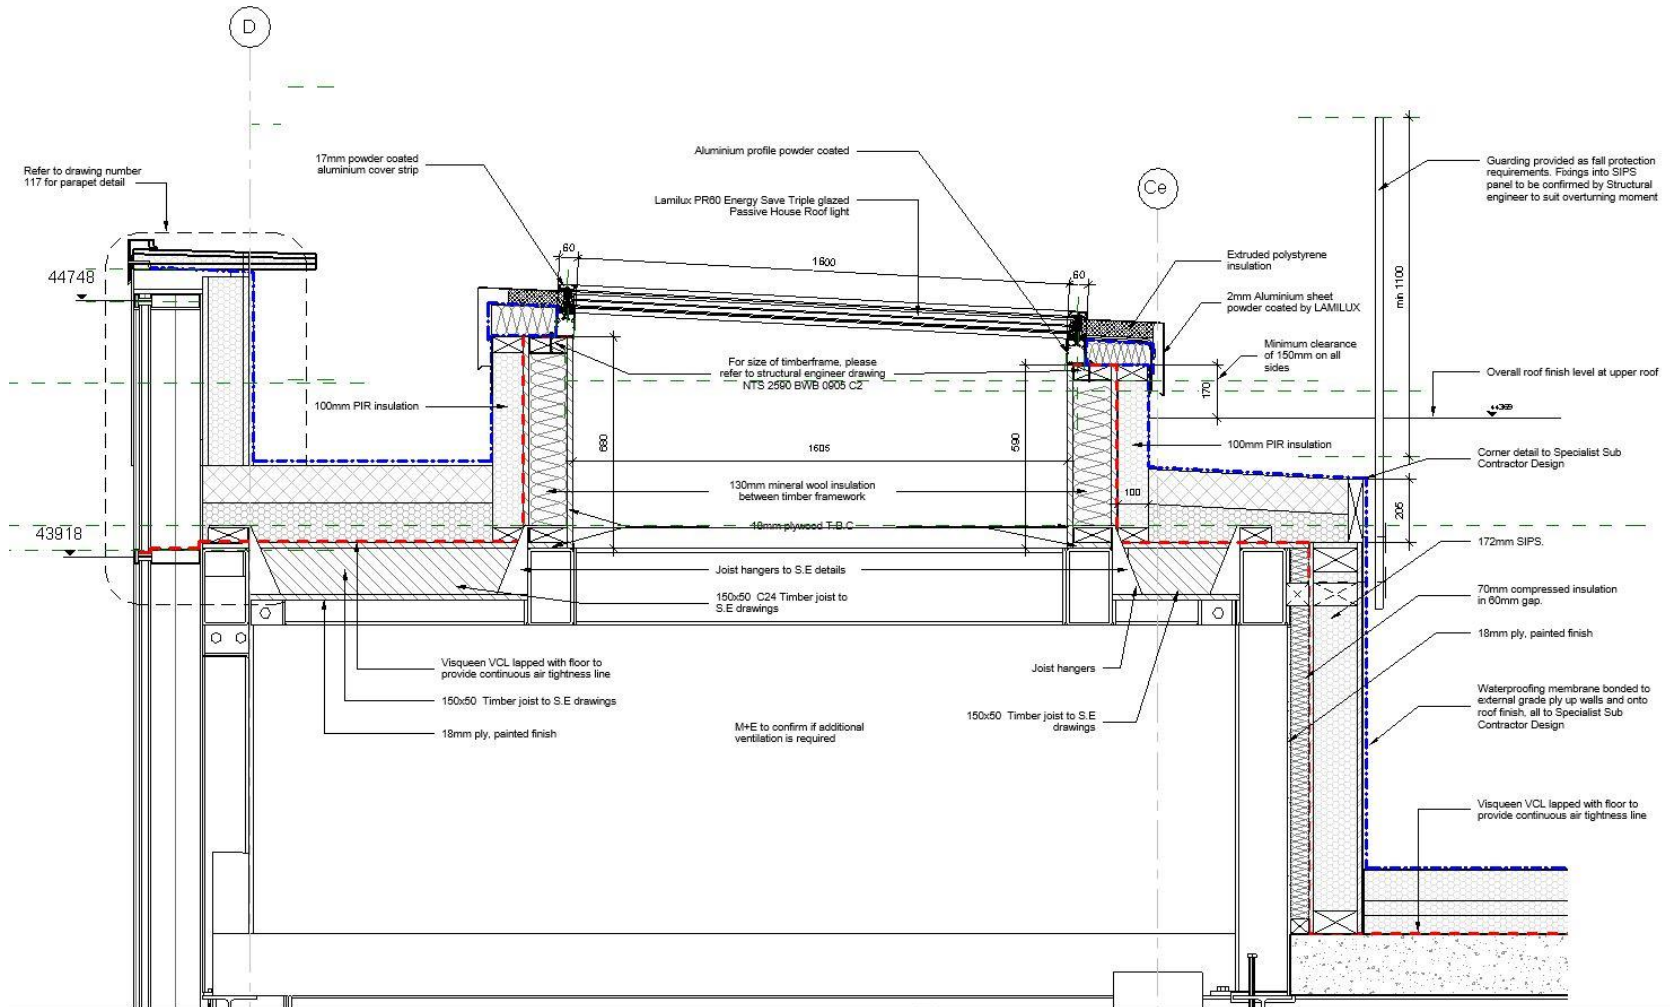 D
Ce
Refer to drawing number
117 for parapet detail
17mm powder coated
aluminium cover strip
Aluminium profile powder coated
Lamilux PR60 Energy Save Triple glazed
Passive House Roof light
Guarding provided as fall protection
requirements. Fixings into SIPS
panel to be confirmed by Structural
engineer to suit overturning moment
min 1100
60
1600
60
Extruded polystyrene
insulation
2mm Aluminium sheet
powder coated by LAMILUX
44748
Minimum clearance
of 150mm on all
sides
For size of timberframe, please
refer to structural engineer drawing
NTS 2590 BWB 0905 C2
170
Overall roof finish level at upper roof
44369
100mm PIR insulation
680
1605
590
100mm PIR insulation
Corner detail to Specialist Sub
Contractor Design
130mm mineral wool insulation
between timber framework
100
205
18mm plywood T.B.C
43918
172mm SIPS.
Joist hangers to S.E details
150x50 C24 Timber joist to
S.E drawings
70mm compressed insulation
in 60mm gap.
18mm ply, painted finish
Visqueen VCL lapped with floor to
provide continuous air tightness line
Joist hangers
150x50 Timber joist to S.E drawings
150x50 Timber joist to S.E
drawings
Waterproofing membrane bonded to
external grade ply up walls and onto
roof finish, all to Specialist Sub
Contractor Design
18mm ply, painted finish
M+E to confirm if additional
ventilation is required
Visqueen VCL lapped with floor to
provide continuous air tightness line